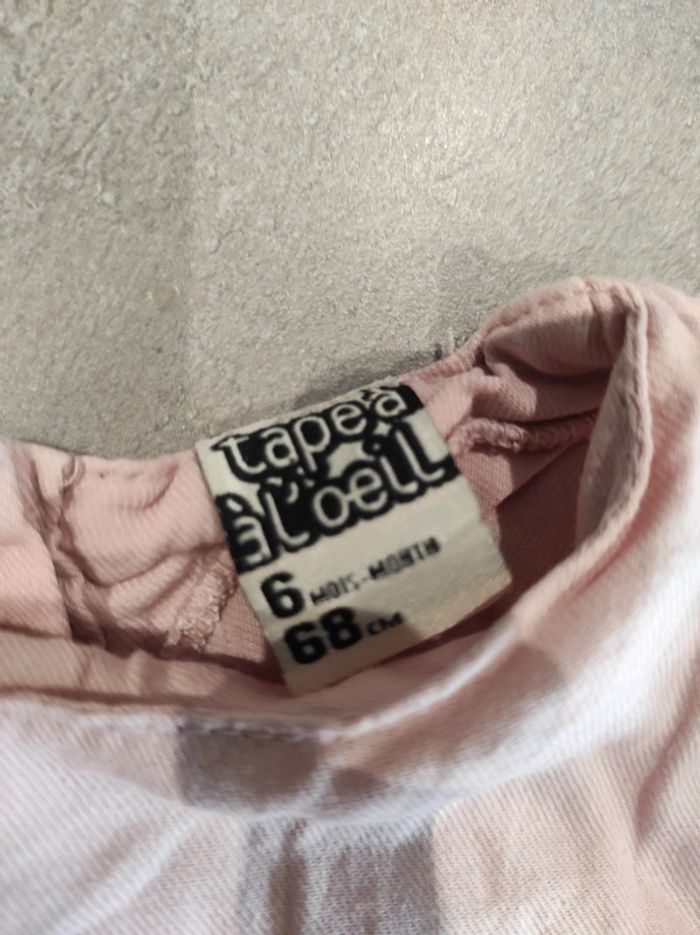 tape à
à l'oeil
6 MOIS-MONTH
68 CM